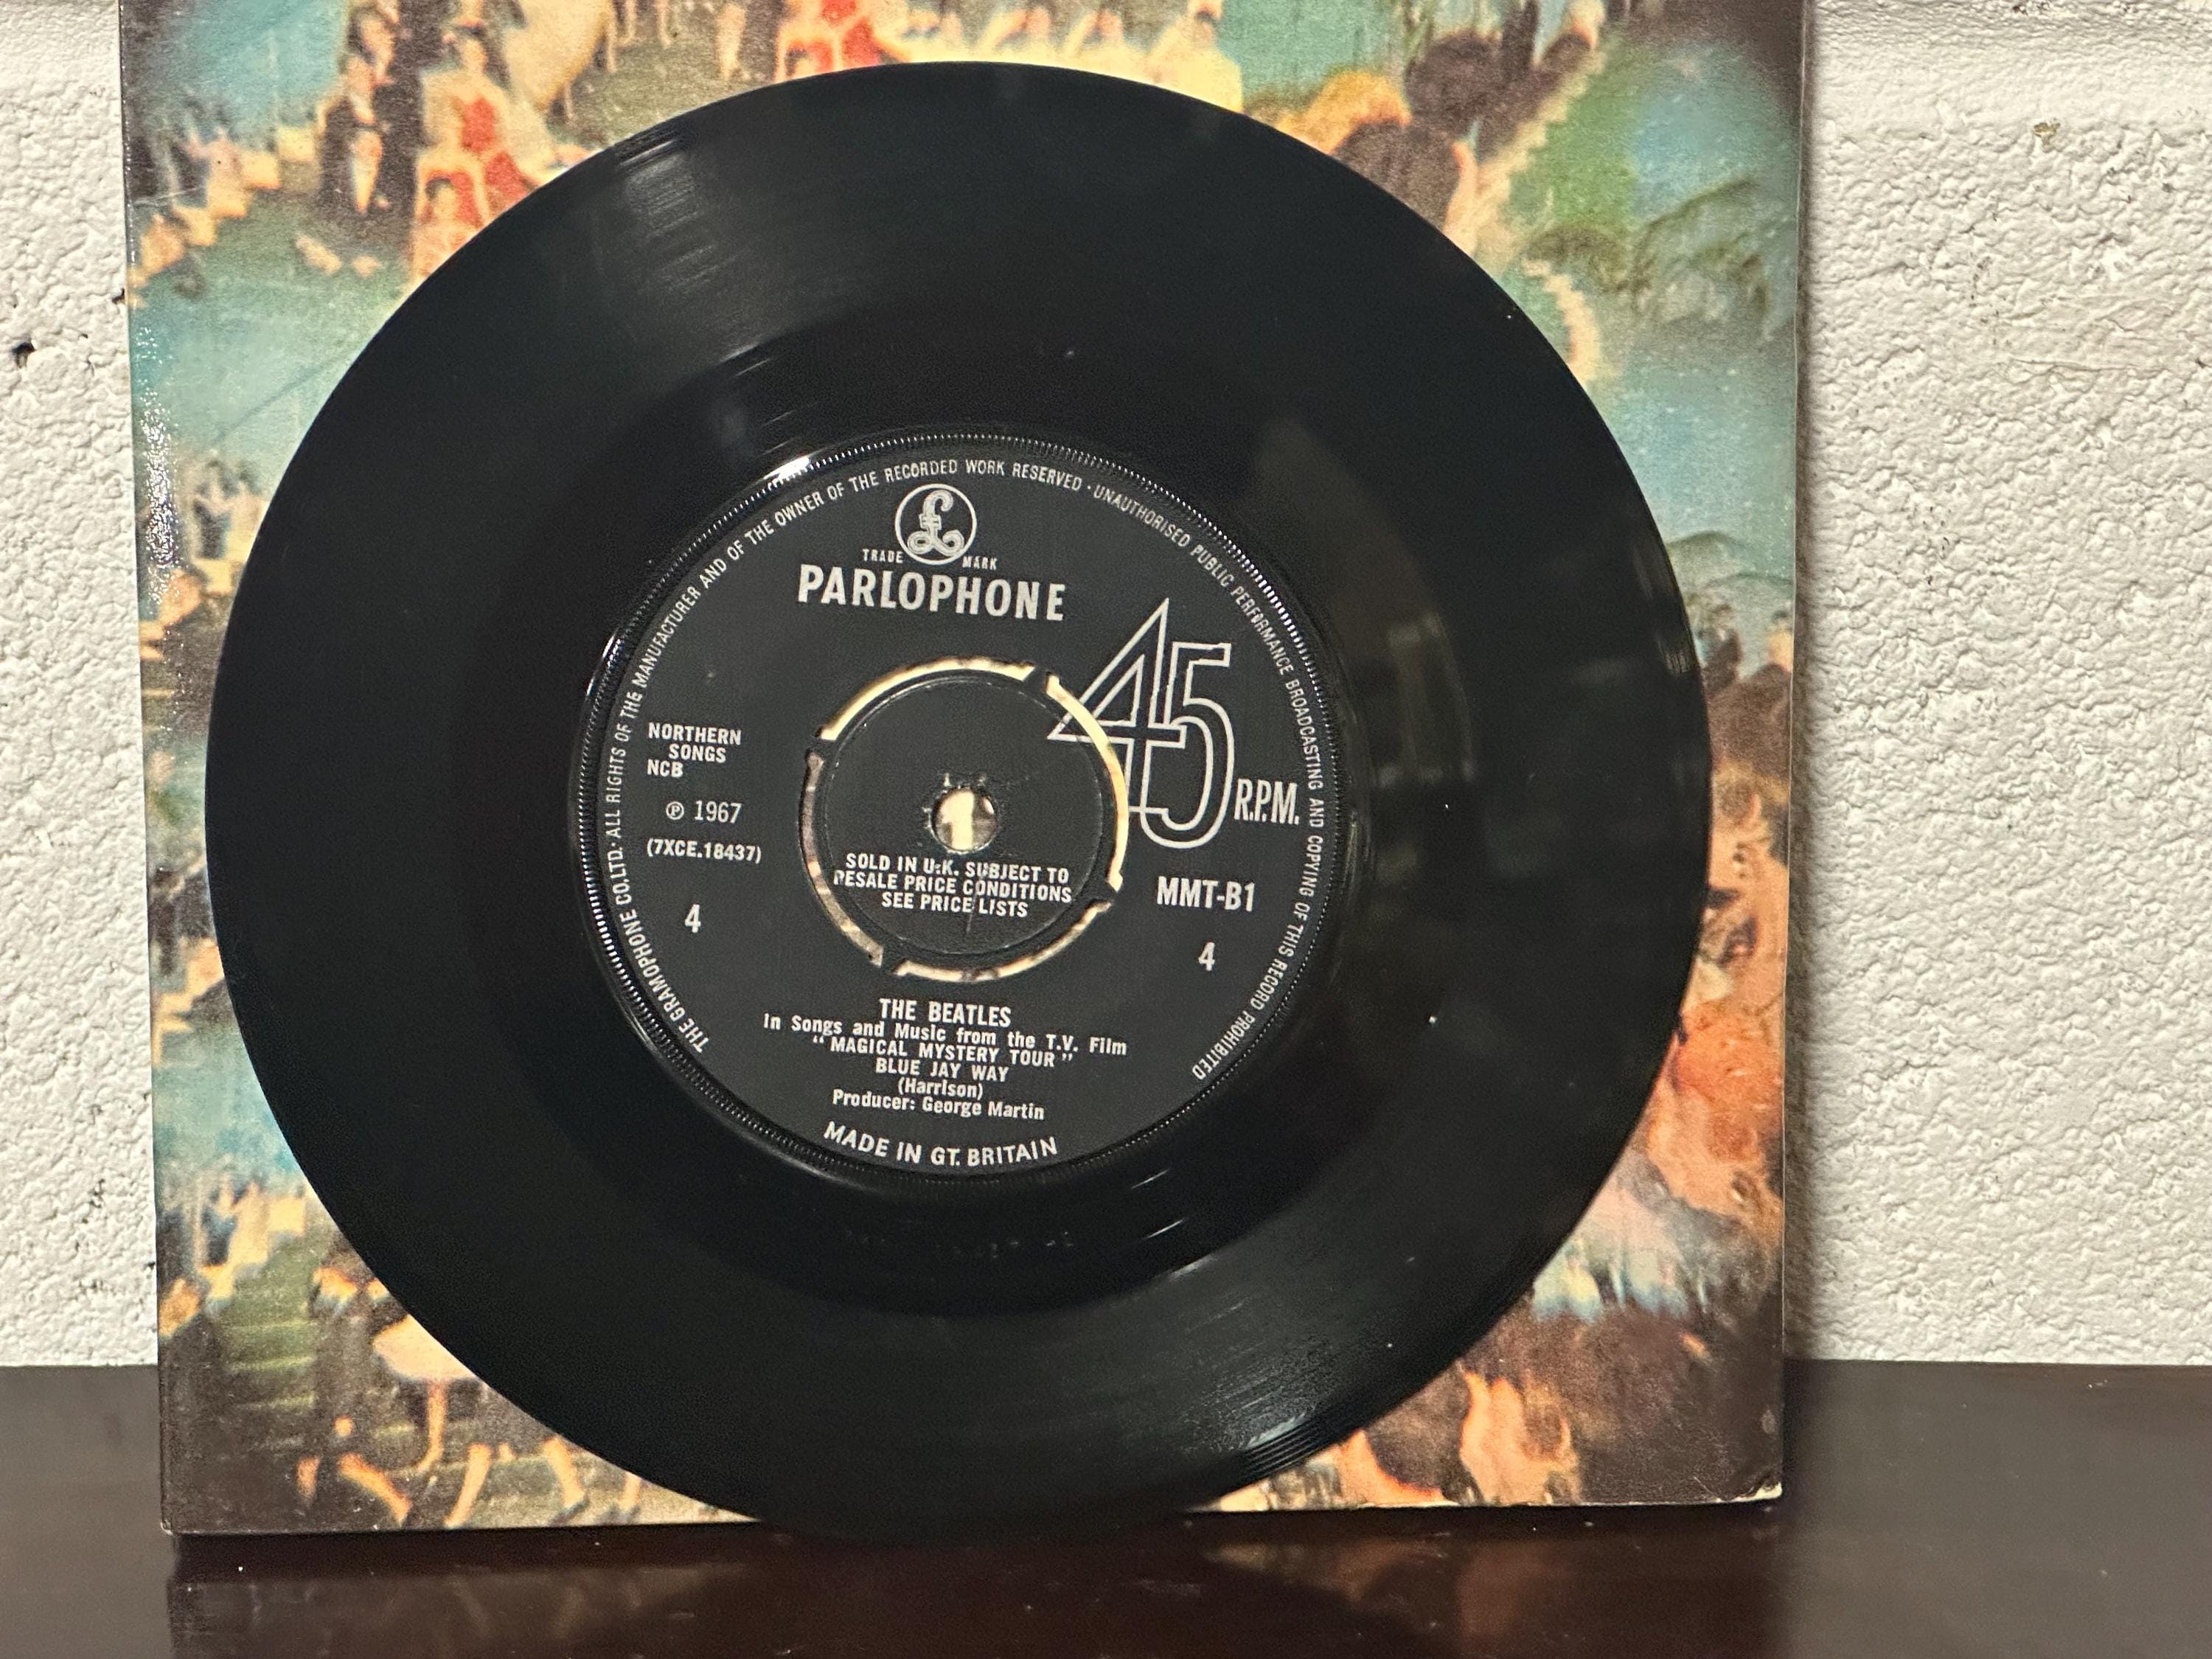 THE GRAMOPHONE CO.LTD. · ALL RIGHTS OF THE MANUFACTURER AND OF THE OWNER OF THE RECORDED WORK RESERVED · UNAUTHORISED PUBLIC PERFORMANCE BROADCASTING AND COPYING OF THIS RECORD PROHIBITED
£
TRADE MARK
PARLOPHONE
45
R.P.M.
NORTHERN
SONGS
NCB
℗ 1967
(7XCE.18437)
4
1
SOLD IN U.K. SUBJECT TO
RESALE PRICE CONDITIONS
SEE PRICE LISTS
MMT-B1
4
THE BEATLES
In Songs and Music from the T.V. Film
"MAGICAL MYSTERY TOUR"
BLUE JAY WAY
(Harrison)
Producer: George Martin
MADE IN GT. BRITAIN